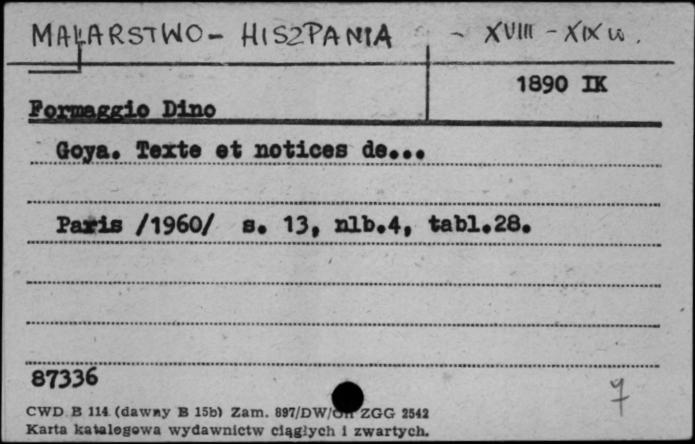 MALARSTWO - HISZPANIA - XVIII - XIX w.
1890 IK
Formaggio Dino
Goya. Texte et notices de...
Paris /1960/ s. 13, nlb.4, tabl.28.
87336
7
CWD B 114 (dawny B 15b) Zam. 897/DW/ ZGG 2542
Karta katalogowa wydawnictw ciągłych i zwartych.